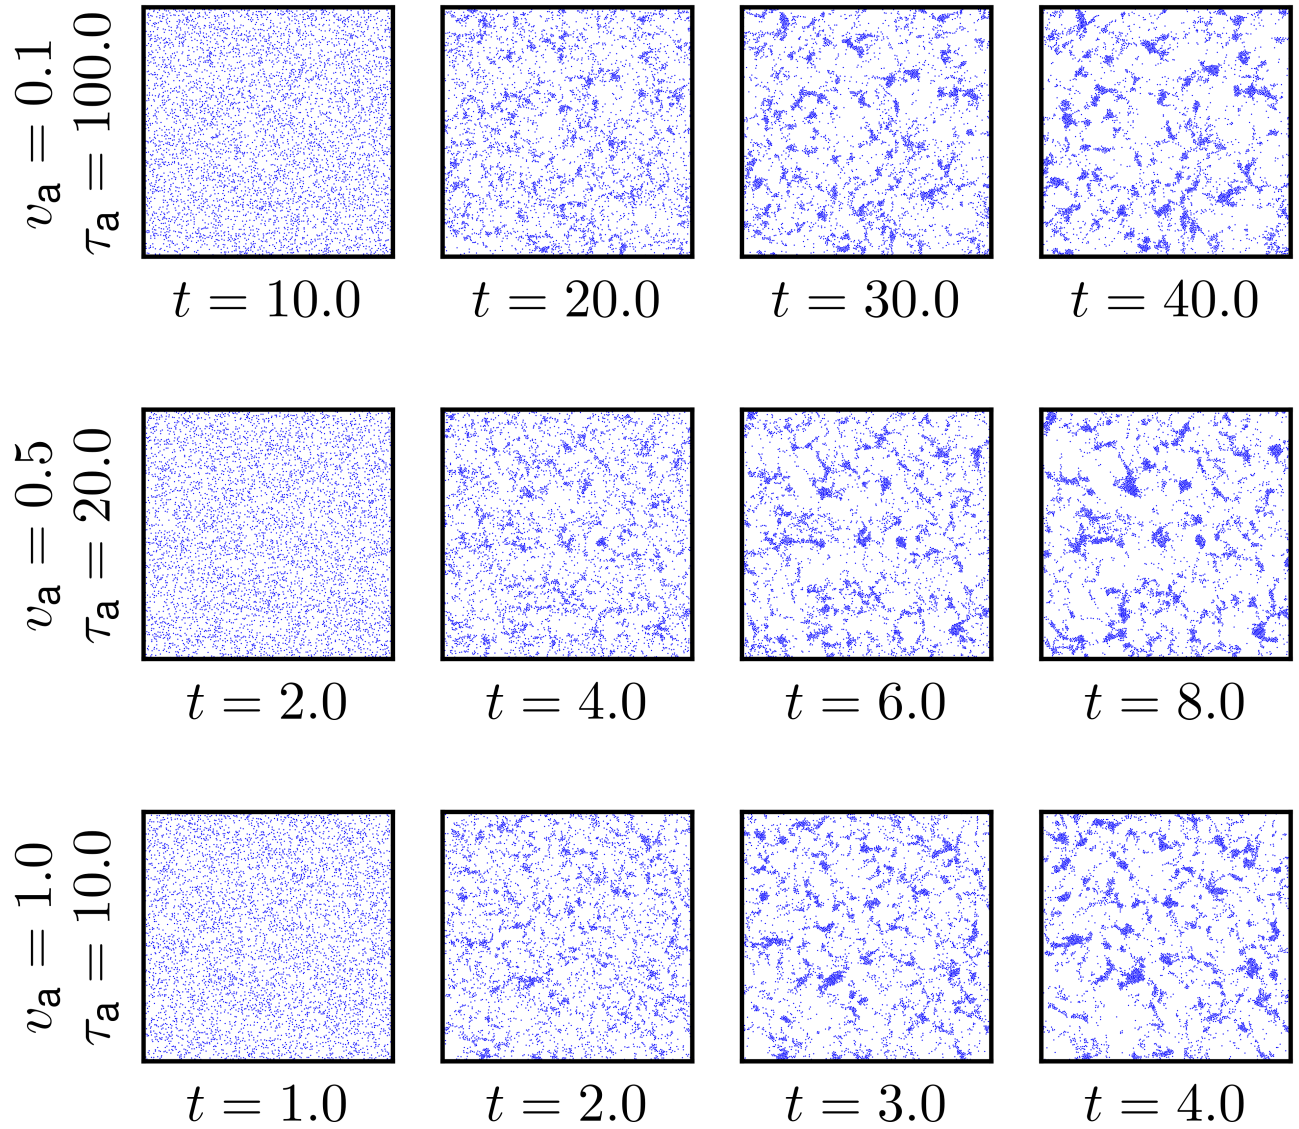 v_a = 0.1
τ_a = 100.0
t = 10.0 t = 20.0 t = 30.0 t = 40.0
v_a = 0.5
τ_a = 20.0
t = 2.0 t = 4.0 t = 6.0 t = 8.0
v_a = 1.0
τ_a = 10.0
t = 1.0 t = 2.0 t = 3.0 t = 4.0